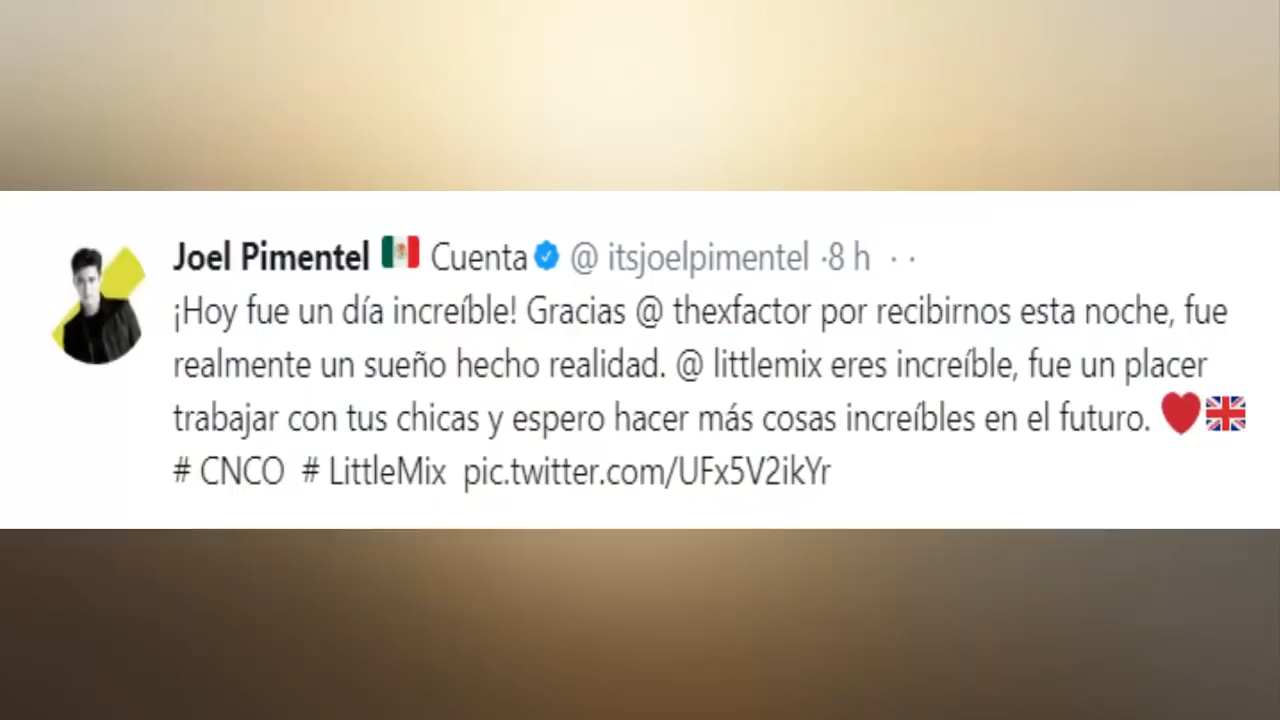 Joel Pimentel 🇲🇽 Cuenta @ itsjoelpimentel ·8 h · ·
¡Hoy fue un día increíble! Gracias @ thexfactor por recibirnos esta noche, fue
realmente un sueño hecho realidad. @ littlemix eres increíble, fue un placer
trabajar con tus chicas y espero hacer más cosas increíbles en el futuro. ❤️🇬🇧
# CNCO # LittleMix pic.twitter.com/UFx5V2ikYr